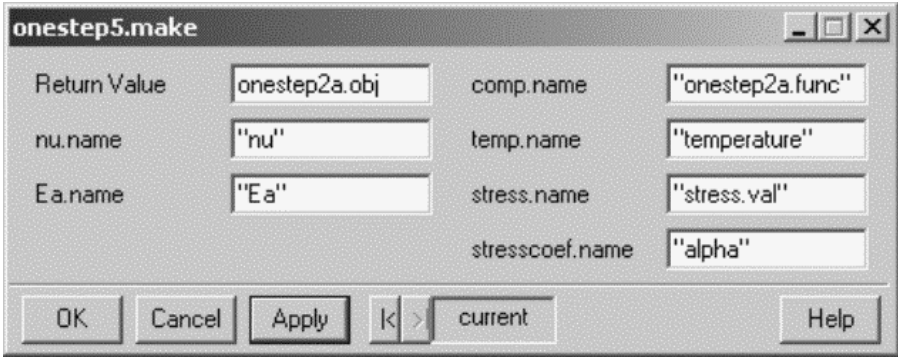 onestep5.make
Return Value onestep2a.obj comp.name "onestep2a.func"
nu.name "nu" temp.name "temperature"
Ea.name "Ea" stress.name "stress.val"
stresscoef.name "alpha"
OK Cancel Apply |< >| current Help